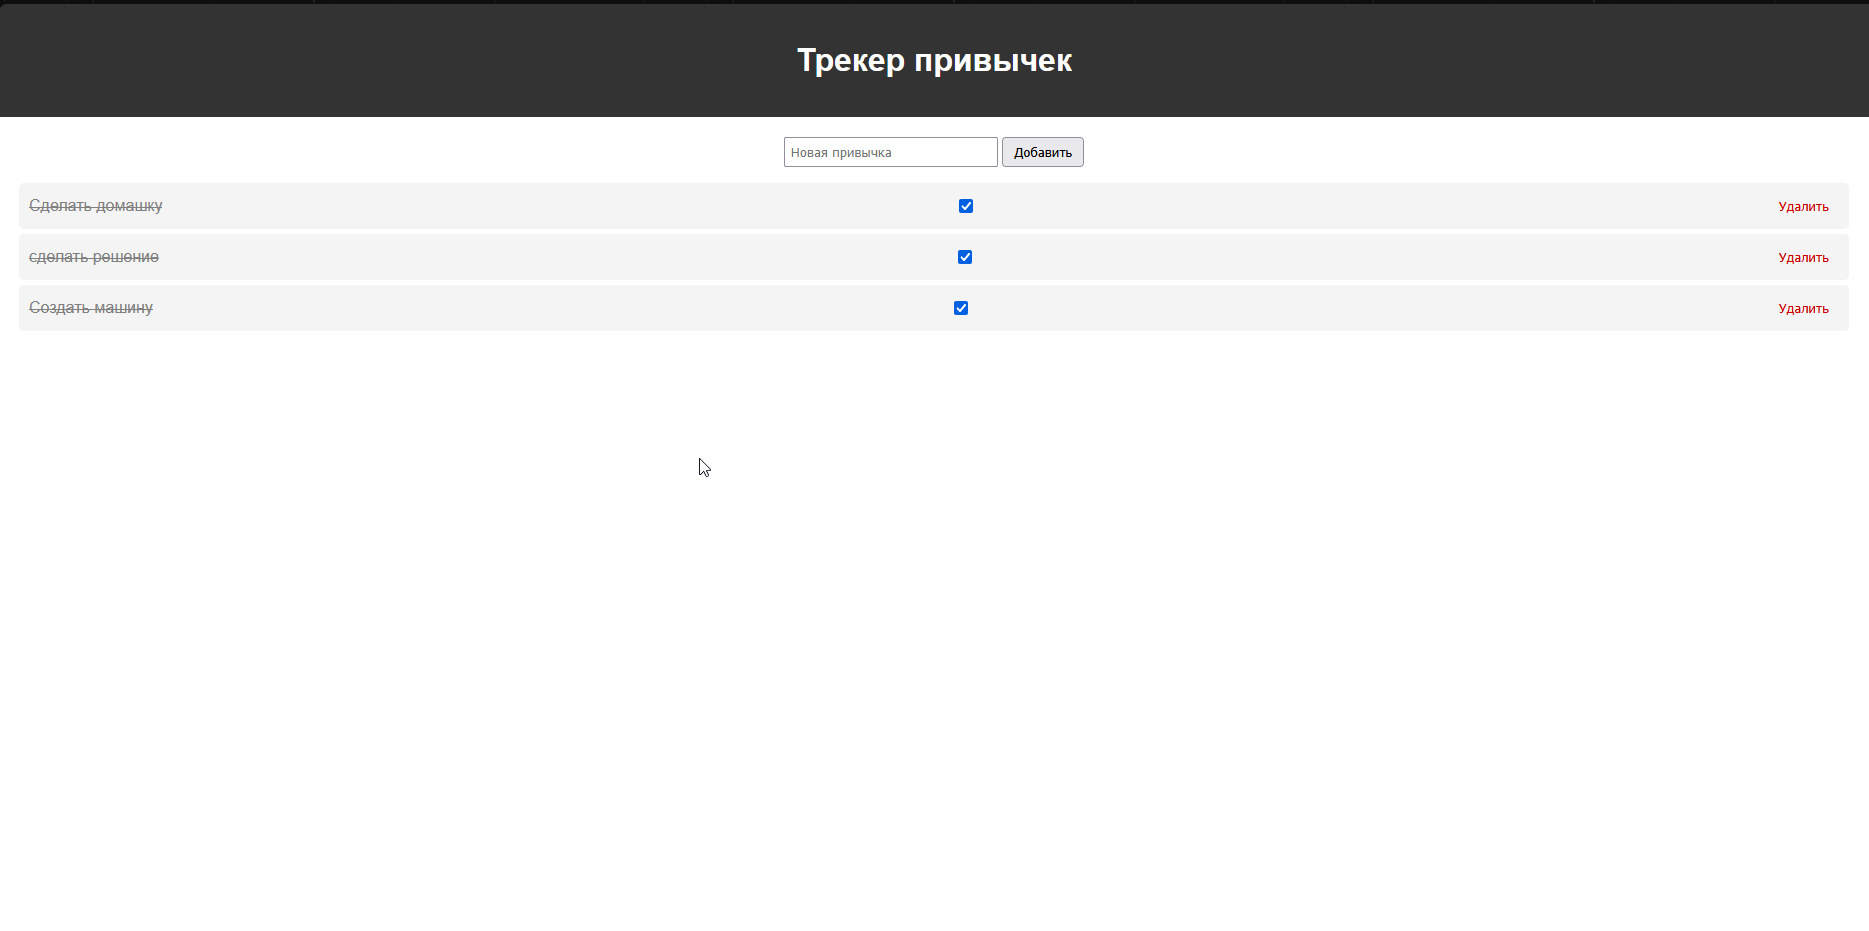 Трекер привычек
Новая привычка Добавить
Сделать домашку Удалить
сделать решение Удалить
Создать машину Удалить